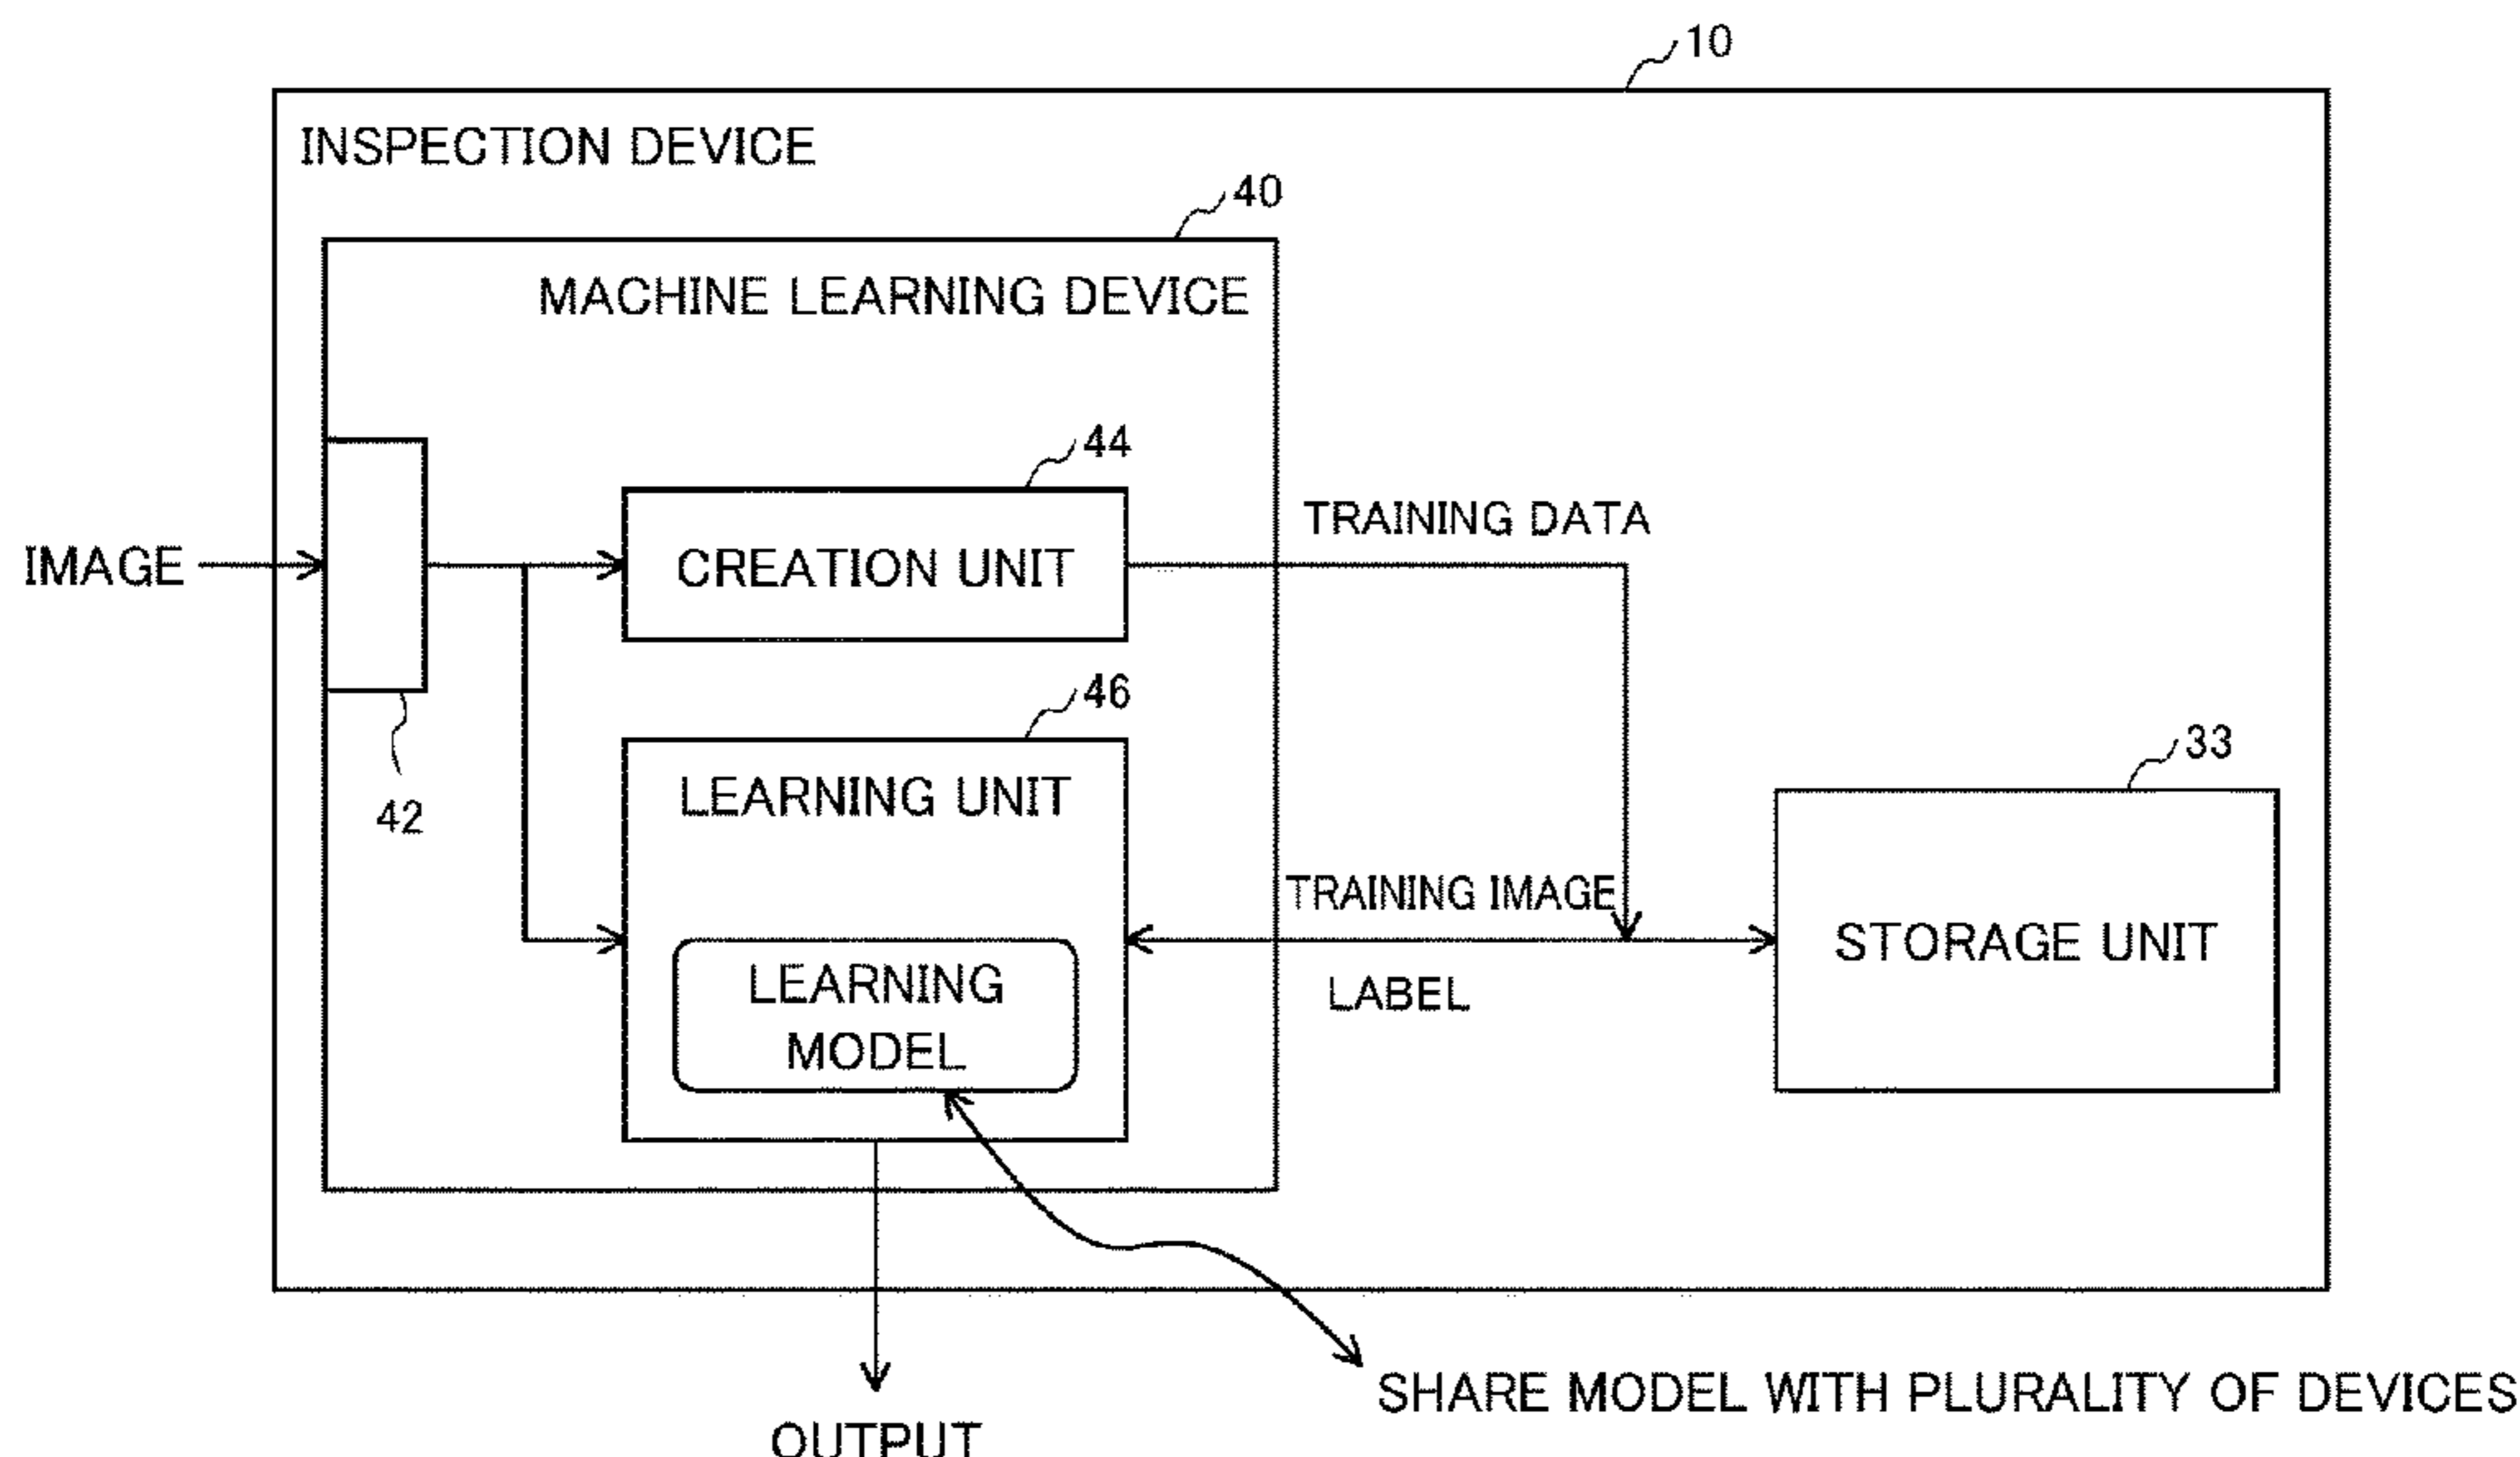 10
INSPECTION DEVICE
40
MACHINE LEARNING DEVICE
44
TRAINING DATA
IMAGE
CREATION UNIT
46
33
LEARNING UNIT
42
TRAINING IMAGE
STORAGE UNIT
LEARNING
MODEL
LABEL
SHARE MODEL WITH PLURALITY OF DEVICES
OUTPUT